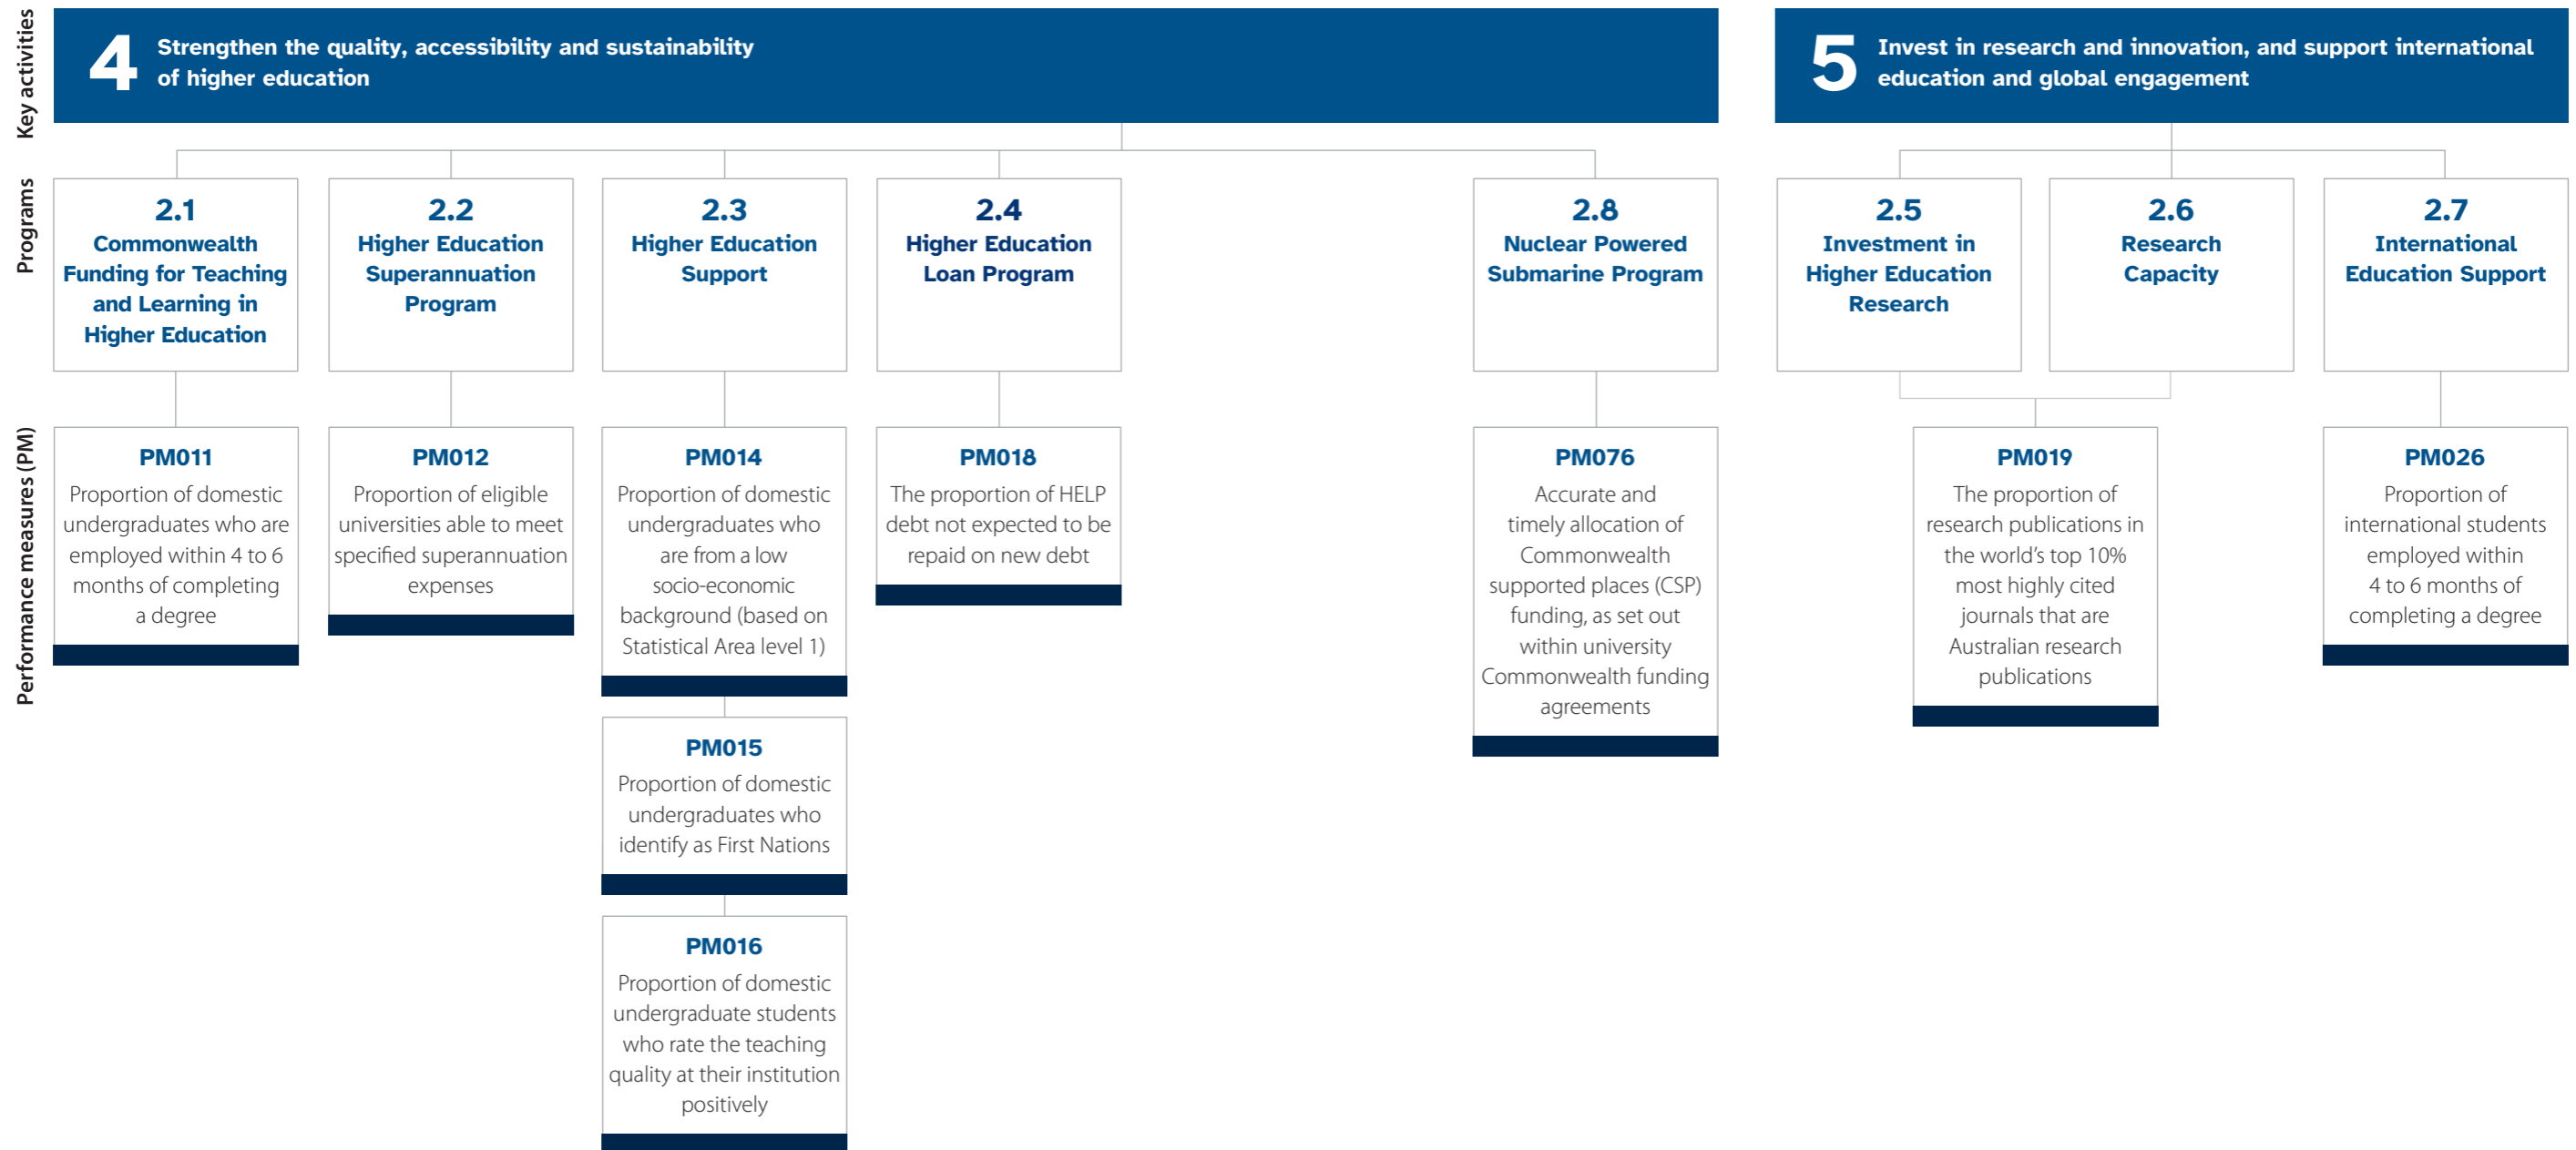 Key activities
4
Strengthen the quality, accessibility and sustainability
of higher education
5
Invest in research and innovation, and support international
education and global engagement
Programs
2.1
Commonwealth
Funding for Teaching
and Learning in
Higher Education
2.2
Higher Education
Superannuation
Program
2.3
Higher Education
Support
2.4
Higher Education
Loan Program
2.8
Nuclear Powered
Submarine Program
2.5
Investment in
Higher Education
Research
2.6
Research
Capacity
2.7
International
Education Support
Performance measures (PM)
PM011
Proportion of domestic
undergraduates who are
employed within 4 to 6
months of completing
a degree
PM012
Proportion of eligible
universities able to meet
specified superannuation
expenses
PM014
Proportion of domestic
undergraduates who
are from a low
socio-economic
background (based on
Statistical Area level 1)
PM015
Proportion of domestic
undergraduates who
identify as First Nations
PM016
Proportion of domestic
undergraduate students
who rate the teaching
quality at their institution
positively
PM018
The proportion of HELP
debt not expected to be
repaid on new debt
PM076
Accurate and
timely allocation of
Commonwealth
supported places (CSP)
funding, as set out
within university
Commonwealth funding
agreements
PM019
The proportion of
research publications in
the world's top 10%
most highly cited
journals that are
Australian research
publications
PM026
Proportion of
international students
employed within
4 to 6 months of
completing a degree